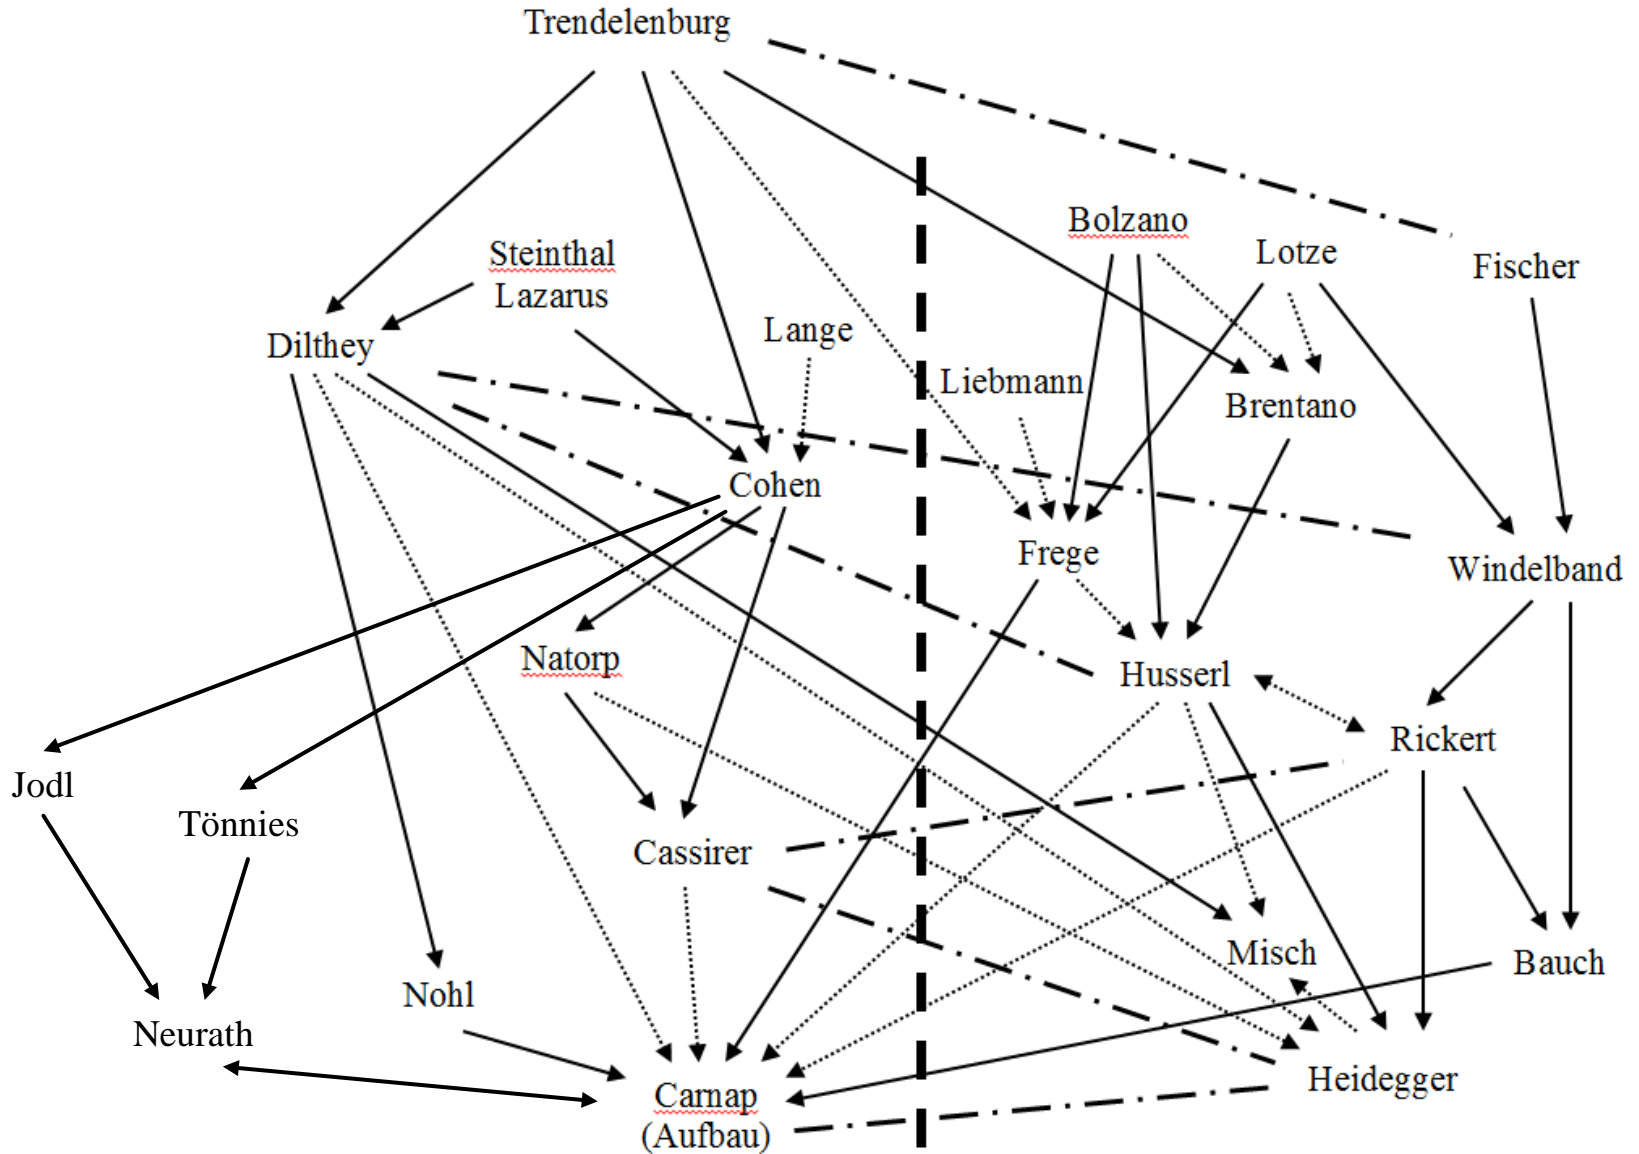 Trendelenburg
Bolzano
Lotze
Fischer
Steinthal
Lazarus
Lange
Dilthey
Liebmann
Brentano
Cohen
Frege
Windelband
Natorp
Husserl
Rickert
Jodl
Tönnies
Cassirer
Misch
Bauch
Nohl
Neurath
Heidegger
Carnap
(Aufbau)